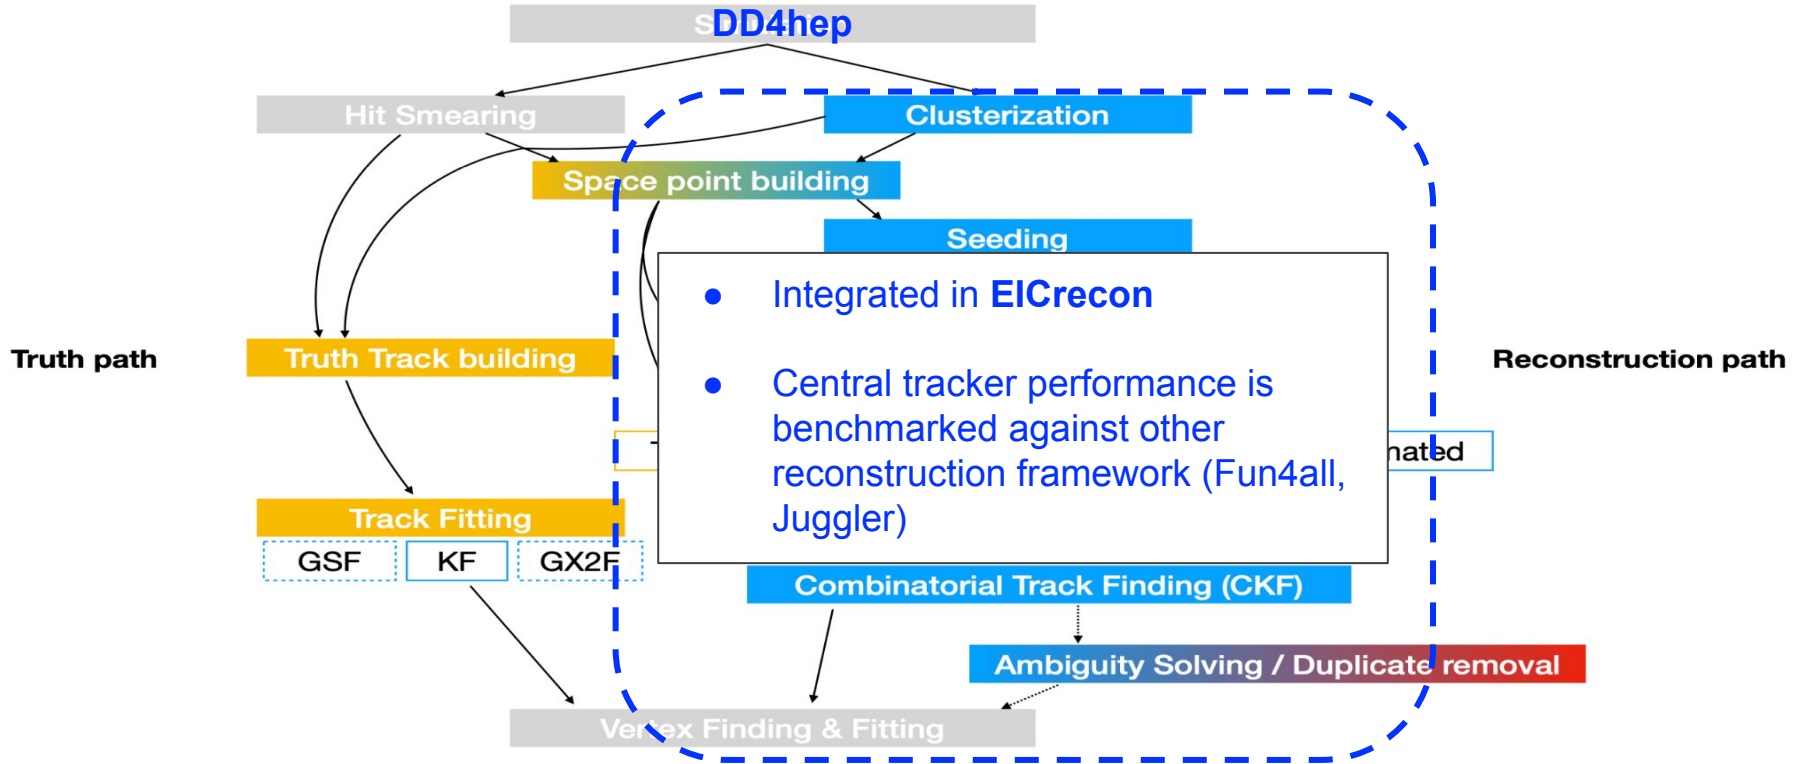 DD4hep
Hit Smearing
Clusterization
Space point building
Seeding
● Integrated in EICrecon
Truth path
Truth Track building
● Central tracker performance is
benchmarked against other
reconstruction framework (Fun4all,
Juggler)
Reconstruction path
Track Fitting
GSF
KF
GX2F
Combinatorial Track Finding (CKF)
Ambiguity Solving / Duplicate removal
Vertex Finding & Fitting